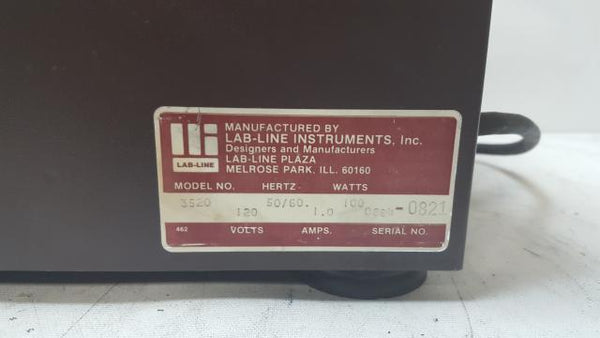 MANUFACTURED BY
LAB-LINE INSTRUMENTS, Inc.
Designers and Manufacturers
LAB-LINE PLAZA
MELROSE PARK, ILL. 60160
LAB-LINE
MODEL NO. HERTZ WATTS
3520 50/60. 100
120 1.0 -0821
462 VOLTS AMPS. SERIAL NO.